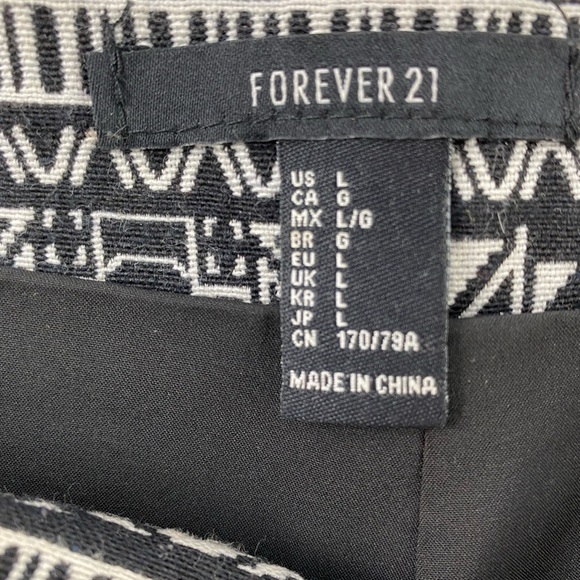 FOREVER 21
US L
CA G
MX L/G
BR G
EU L
UK L
KR L
JP L
CN 170/79A
MADE IN CHINA